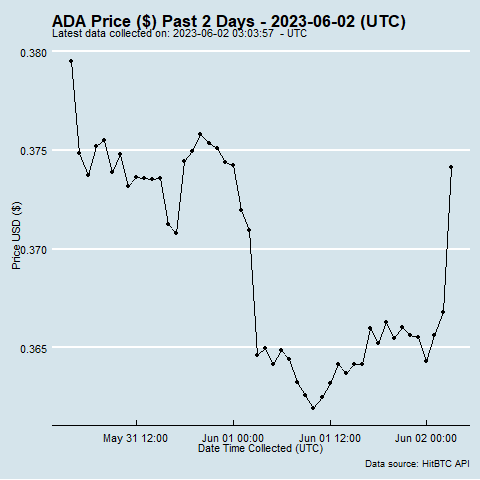 ADA Price ($) Past 2 Days - 2023-06-02 (UTC)
Latest data collected on: 2023-06-02 03:03:57  - UTC
0.380
0.375
0.370
0.365
Price USD ($)
May 31 12:00
Jun 01 00:00
Jun 01 12:00
Jun 02 00:00
Date Time Collected (UTC)
Data source: HitBTC API